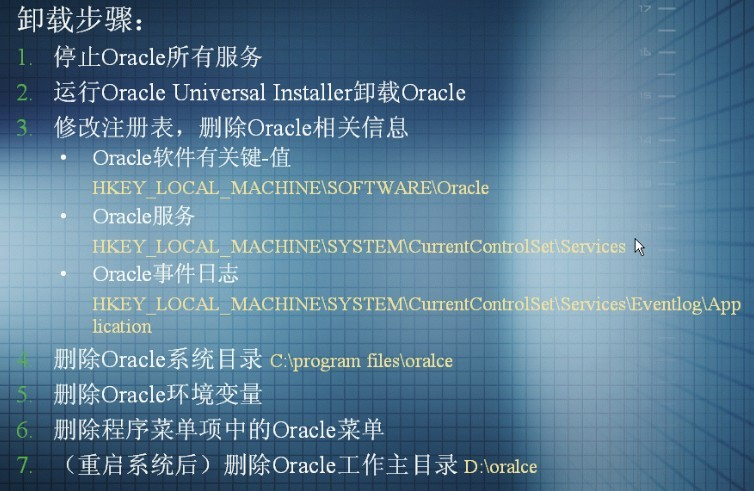 卸载步骤：
1. 停止Oracle所有服务
2. 运行Oracle Universal Installer卸载Oracle
3. 修改注册表，删除Oracle相关信息
• Oracle软件有关键-值
HKEY_LOCAL_MACHINE\SOFTWARE\Oracle
• Oracle服务
HKEY_LOCAL_MACHINE\SYSTEM\CurrentControlSet\Services
• Oracle事件日志
HKEY_LOCAL_MACHINE\SYSTEM\CurrentControlSet\Services\Eventlog\App
lication
4. 删除Oracle系统目录 C:\program files\oralce
5. 删除Oracle环境变量
6. 删除程序菜单项中的Oracle菜单
7. （重启系统后）删除Oracle工作主目录 D:\oralce